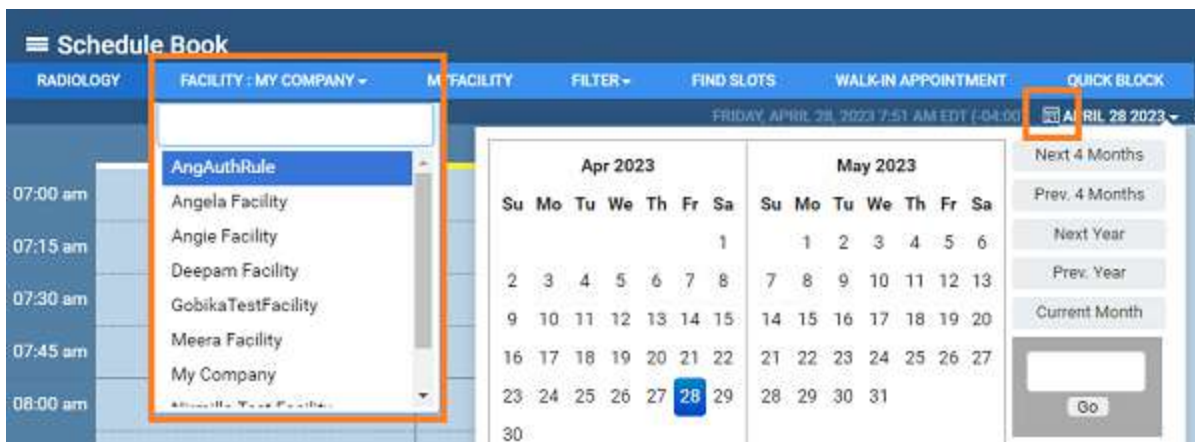 Schedule Book
RADIOLOGY FACILITY : MY COMPANY MY FACILITY FILTER FIND SLOTS WALK-IN APPOINTMENT QUICK BLOCK
FRIDAY, APRIL 28, 2023 7:51 AM EDT (-04:00 APRIL 28 2023
AngAuthRule
Angela Facility
Angie Facility
Deepam Facility
GobikaTestFacility
Meera Facility
My Company
07:00 am
07:15 am
07:30 am
07:45 am
08:00 am
Apr 2023
Su Mo Tu We Th Fr Sa
1
2 3 4 5 6 7 8
9 10 11 12 13 14 15
16 17 18 19 20 21 22
23 24 25 26 27 28 29
30
May 2023
Su Mo Tu We Th Fr Sa
1 2 3 4 5 6
7 8 9 10 11 12 13
14 15 16 17 18 19 20
21 22 23 24 25 26 27
28 29 30 31
Next 4 Months
Prev. 4 Months
Next Year
Prev. Year
Current Month
Go